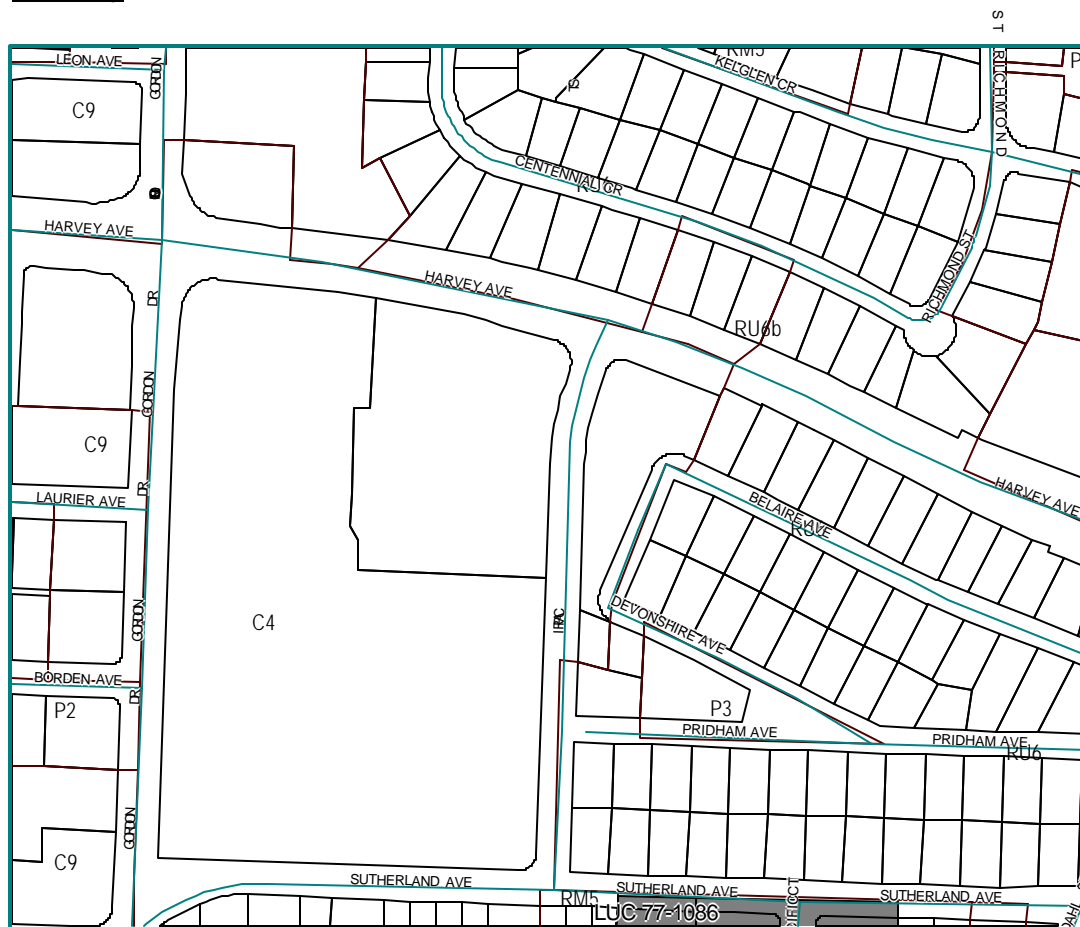 ST
RICHMOND
RM5
P
LEON AVE
GORDON
KELGLEN CR
C9
CENTENNIAL CR
HARVEY AVE
RICHMOND ST
HARVEY AVE
DR
RU6b
GORDON
C9
DR
LAURIER AVE
HARVEY AVE
BELAIRE AVE
GORDON
C4
DEVONSHIRE AVE
BORDEN AVE
DR
P2
P3
PRIDHAM AVE
PRIDHAM AVE
RU6
GORDON
C9
SUTHERLAND AVE
SUTHERLAND AVE
SUTHERLAND AVE
RM5
LUC 77-1086